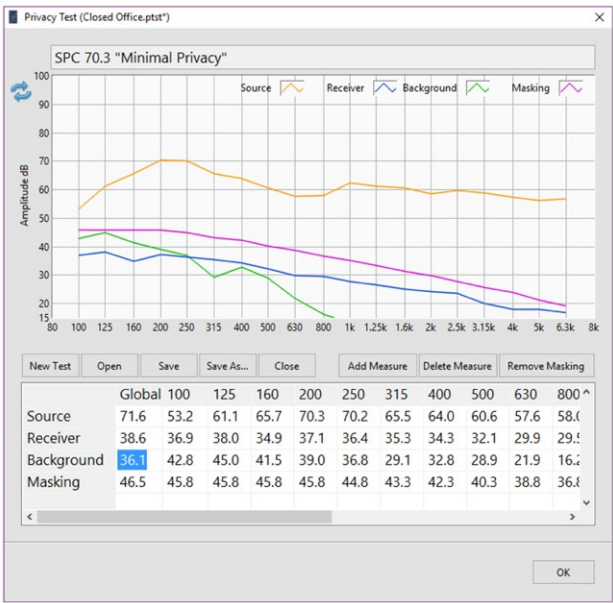 Privacy Test (Closed Office.ptst*)
SPC 70.3 "Minimal Privacy"
Source Receiver Background Masking
Amplitude dB
100
90
80
70
60
50
40
30
20
15
80 100 125 160 200 250 315 400 500 630 800 1k 1.25k 1.6k 2k 2.5k 3.15k 4k 5k 6.3k 8k
New Test Open Save Save As... Close Add Measure Delete Measure Remove Masking
Global 100 125 160 200 250 315 400 500 630 800
Source 71.6 53.2 61.1 65.7 70.3 70.2 65.5 64.0 60.6 57.6 58.0
Receiver 38.6 36.9 38.0 34.9 37.1 36.4 35.3 34.3 32.1 29.9 29.5
Background 36.1 42.8 45.0 41.5 39.0 36.8 29.1 32.8 28.9 21.9 16.2
Masking 46.5 45.8 45.8 45.8 45.8 44.8 43.3 42.3 40.3 38.8 36.8
OK